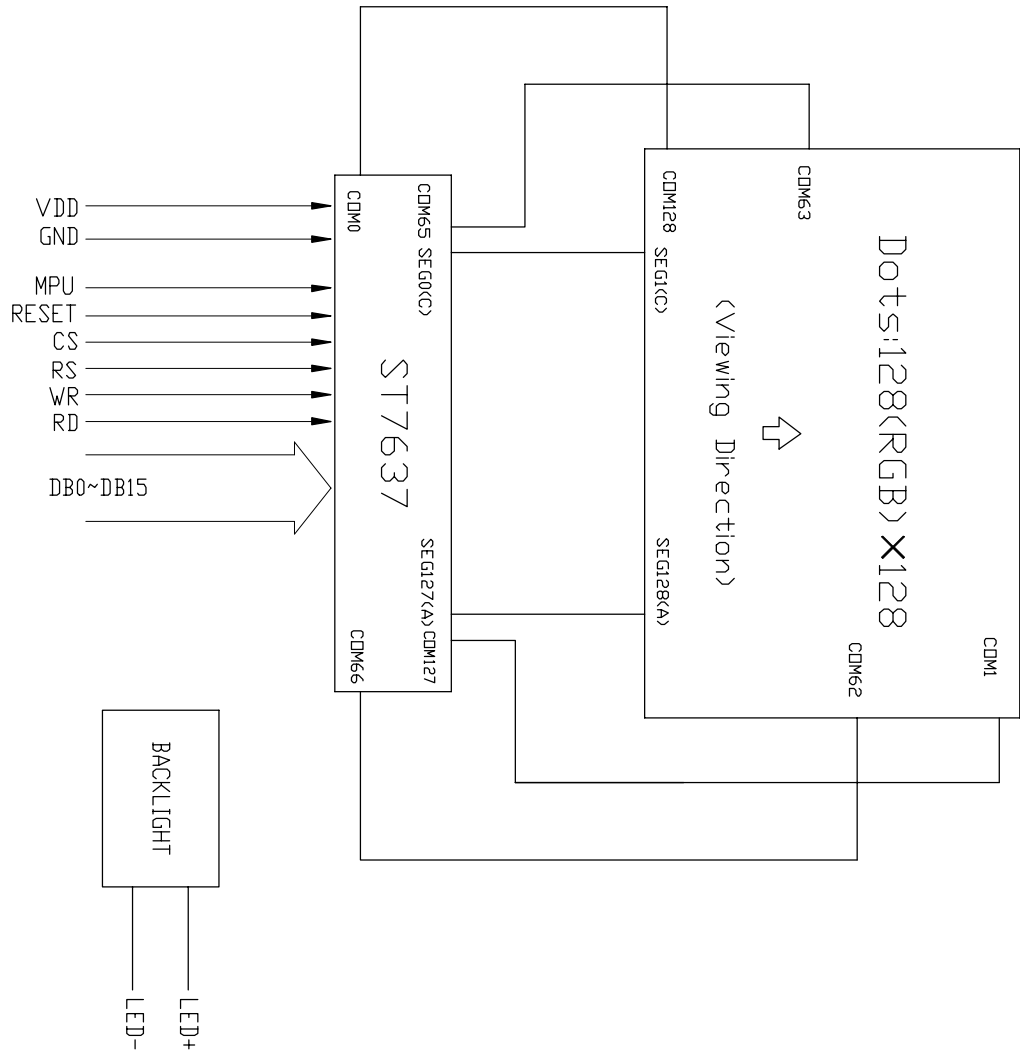 VDD
GND
MPU
RESET
CS
RS
WR
RD
DB0~DB15
COM0
COM65
SEG0(C)
ST7637
SEG127(A)
COM127
COM66
COM128
COM63
SEG1(C)
(Viewing Direction)
Dots:128(RGB)×128
SEG128(A)
COM62
COM1
BACKLIGHT
LED-
LED+